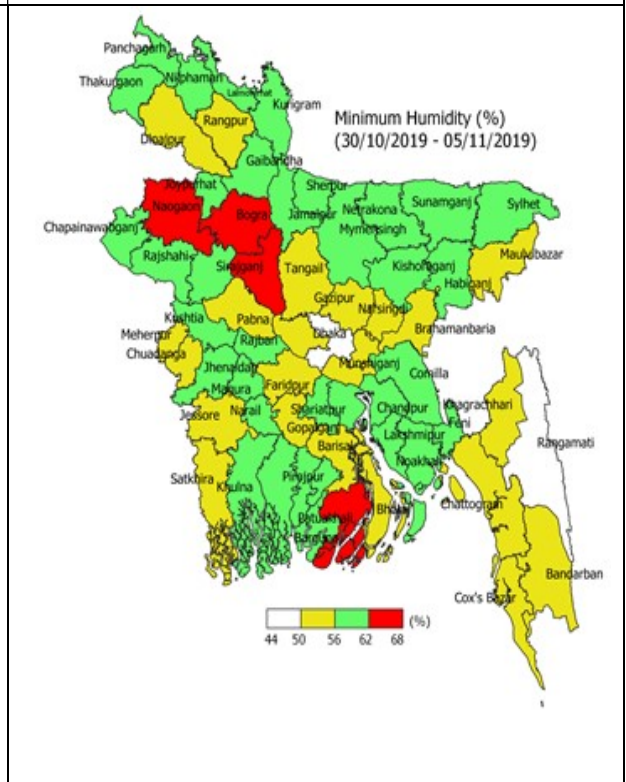 Panchagarh
Thakurgaon
Nilphamari
Lalmonirhat
Kurigram
Rangpur
Dinajpur
Minimum Humidity (%)
(30/10/2019 - 05/11/2019)
Gaibandha
Joypurhat
Sherpur
Naogaon
Bogra
Jamalpur
Netrakona
Sunamganj
Sylhet
Chapainawabganj
Mymensingh
Rajshahi
Sirajganj
Tangail
Kishoreganj
Maulvibazar
Habiganj
Gazipur
Narsingdi
Kushtia
Pabna
Dhaka
Brahamanbaria
Meherpur
Rajbari
Chuadanga
Jhenaidah
Munshiganj
Comilla
Magura
Faridpur
Jessore
Narail
Shariatpur
Chandpur
Khagrachhari
Feni
Gopalganj
Lakshmipur
Rangamati
Barisal
Noakhali
Satkhira
Khulna
Pirojpur
Chattogram
Patuakhali
Bhola
Barguna
Bandarban
Cox's Bazar
(%)
44 50 56 62 68